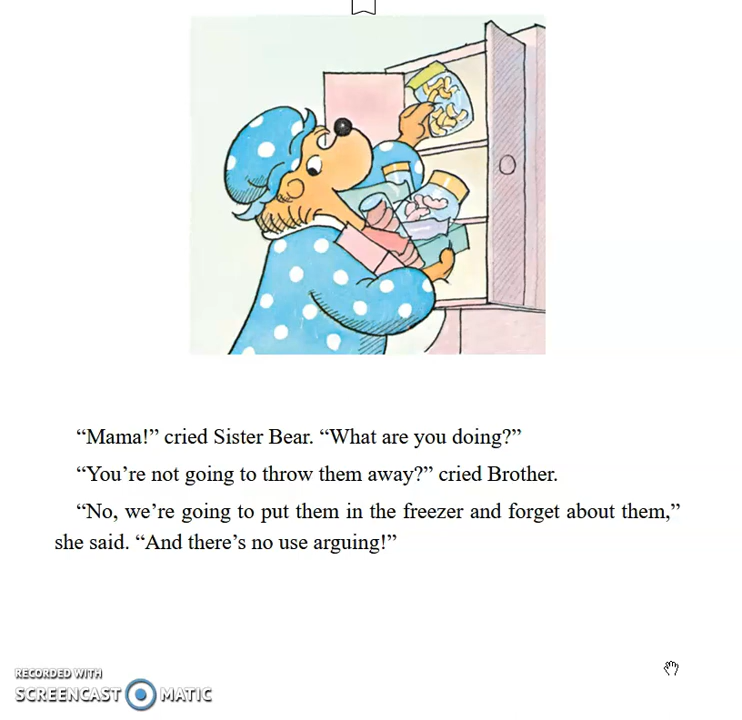 “Mama!” cried Sister Bear. “What are you doing?”
“You’re not going to throw them away?” cried Brother.
“No, we’re going to put them in the freezer and forget about them,”
she said. “And there’s no use arguing!”
RECORDED WITH
SCREENCAST MATIC